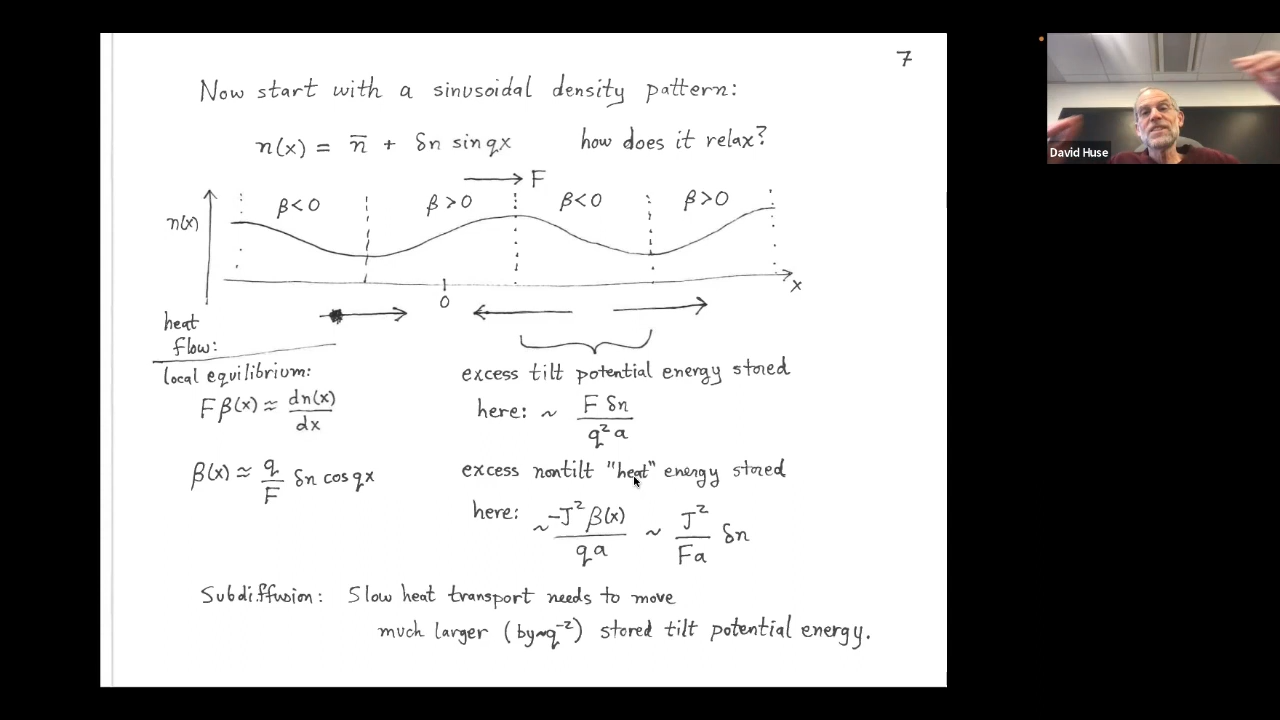 7
Now start with a sinusoidal density pattern:
n(x) = n̅ + δn sin qx    how does it relax?
→ F
β<0    β>0    β<0    β>0
n(x)
x
0
heat
flow:
local equilibrium:
Fβ(x) ≈ dn(x)/dx
β(x) ≈ q/F δn cos qx
excess tilt potential energy stored
here: ~ F δn / q²a
excess nontilt "heat" energy stored
here: ~ -J²β(x)/qa ~ J²/Fa δn
Subdiffusion: Slow heat transport needs to move
much larger (by ~q⁻²) stored tilt potential energy.
David Huse